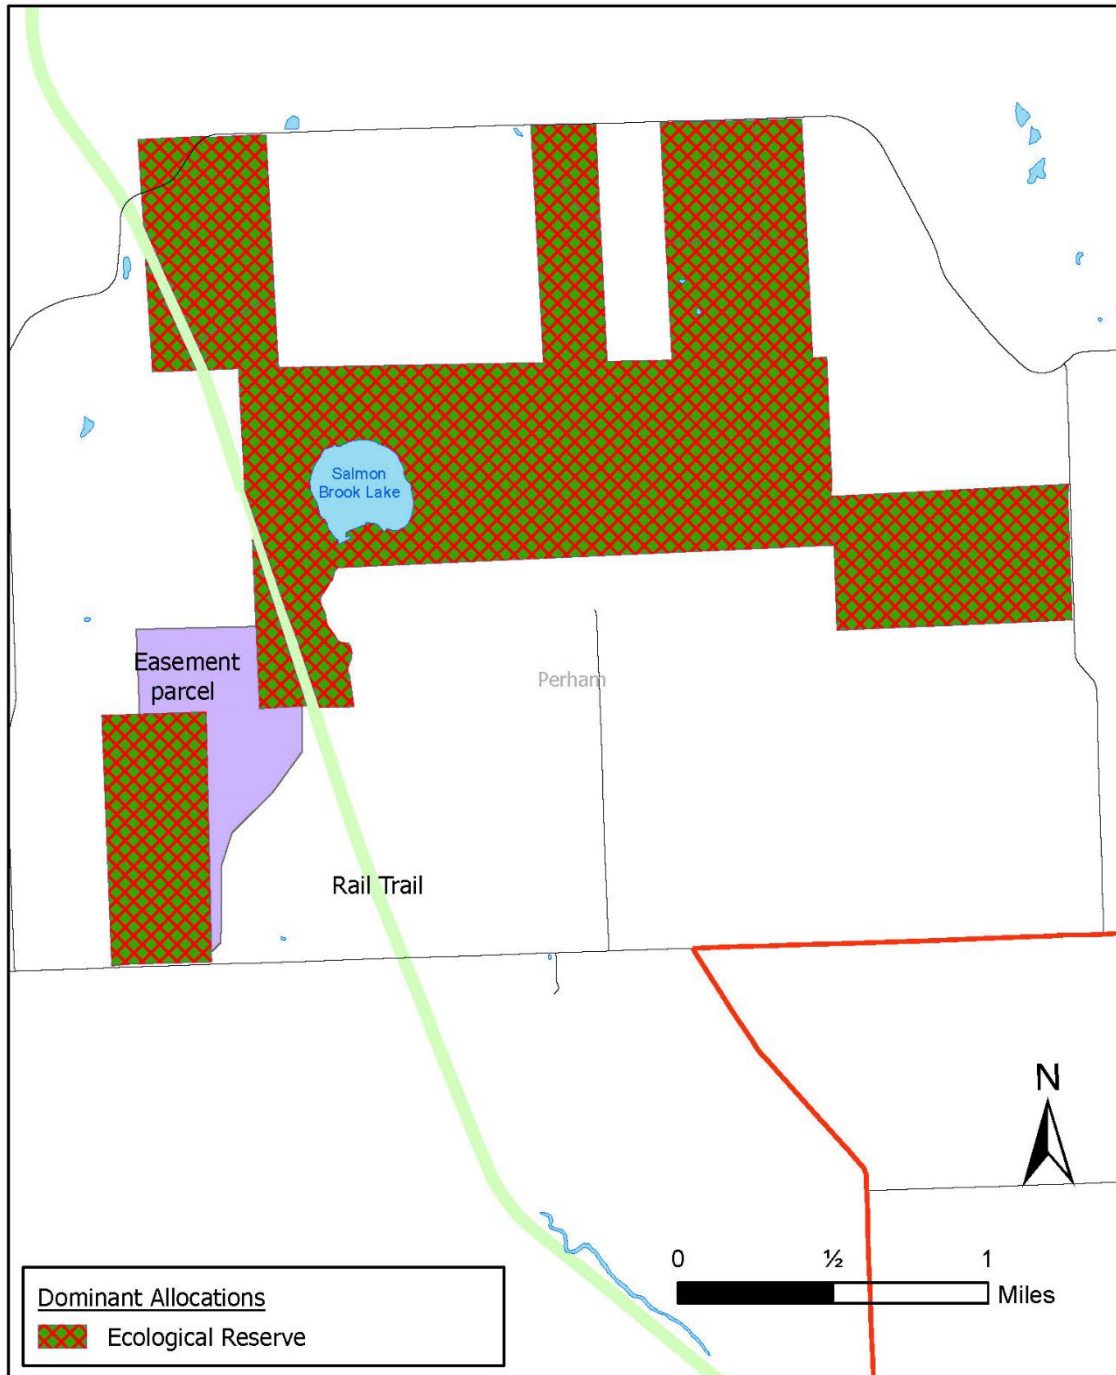 Salmon
Brook Lake
Easement
parcel
Perham
Rail Trail
N
0 ½ 1
Miles
Dominant Allocations
Ecological Reserve